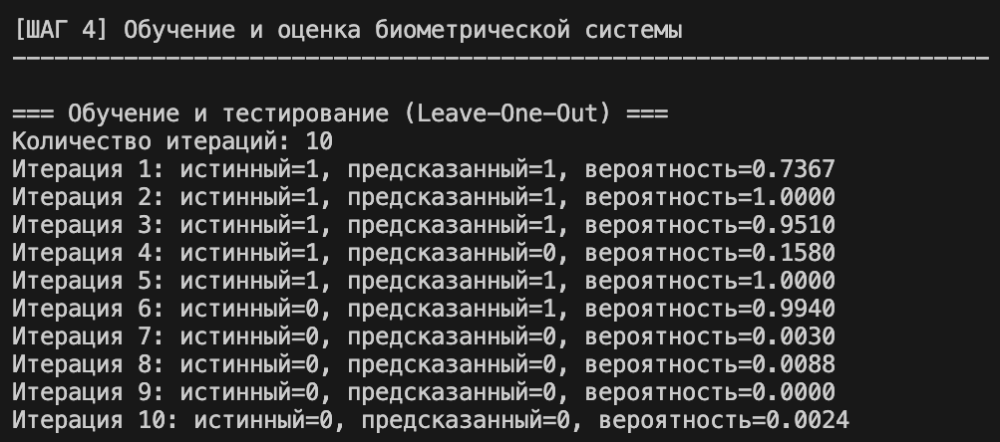 [ШАГ 4] Обучение и оценка биометрической системы
----------------------------------------------------------------------
=== Обучение и тестирование (Leave-One-Out) ===
Количество итераций: 10
Итерация 1: истинный=1, предсказанный=1, вероятность=0.7367
Итерация 2: истинный=1, предсказанный=1, вероятность=1.0000
Итерация 3: истинный=1, предсказанный=1, вероятность=0.9510
Итерация 4: истинный=1, предсказанный=0, вероятность=0.1580
Итерация 5: истинный=1, предсказанный=1, вероятность=1.0000
Итерация 6: истинный=0, предсказанный=1, вероятность=0.9940
Итерация 7: истинный=0, предсказанный=0, вероятность=0.0030
Итерация 8: истинный=0, предсказанный=0, вероятность=0.0088
Итерация 9: истинный=0, предсказанный=0, вероятность=0.0000
Итерация 10: истинный=0, предсказанный=0, вероятность=0.0024